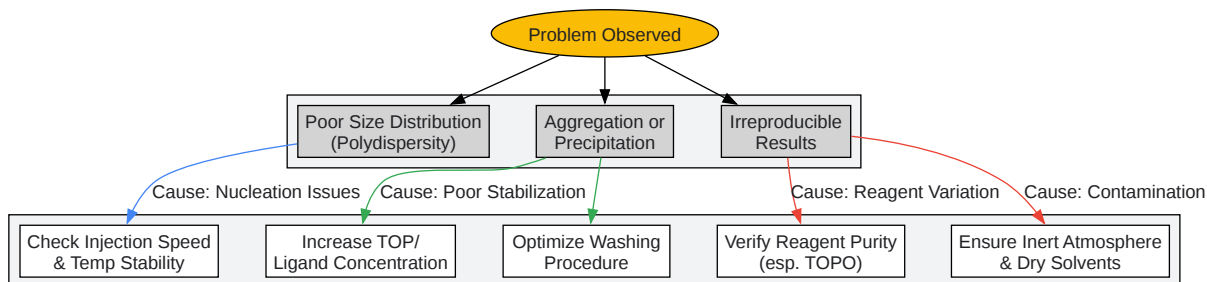 Problem Observed
Poor Size Distribution
(Polydispersity)
Aggregation or
Precipitation
Irreproducible
Results
Cause: Nucleation Issues
Cause: Poor Stabilization
Cause: Reagent Variation
Cause: Contamination
Check Injection Speed
& Temp Stability
Increase TOP/
Ligand Concentration
Optimize Washing
Procedure
Verify Reagent Purity
(esp. TOPO)
Ensure Inert Atmosphere
& Dry Solvents